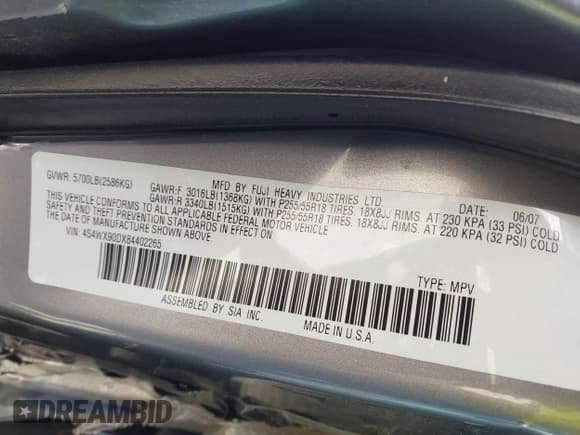 MFD BY FUJI HEAVY INDUSTRIES LTD. DATE: 06/07
GVWR: 5700LB(2586KG) GAWR:F 3016LB(1368KG) WITH P255/55R18 TIRES. 18X8JJ RIMS. AT 230 KPA (33 PSI) COLD
GAWR:R 3340LB(1515KG) WITH P255/55R18 TIRES. 18X8JJ RIMS. AT 220 KPA (32 PSI) COLD
THIS VEHICLE CONFORMS TO ALL APPLICABLE FEDERAL MOTOR VEHICLE
SAFETY AND THEFT PREVENTION STANDARDS IN EFFECT ON
THE DATE OF MANUFACTURE SHOWN ABOVE.
VIN: 4S4WX90DX84402265
TYPE: MPV
ASSEMBLED BY SIA INC. MADE IN U.S.A.
DREAMBID